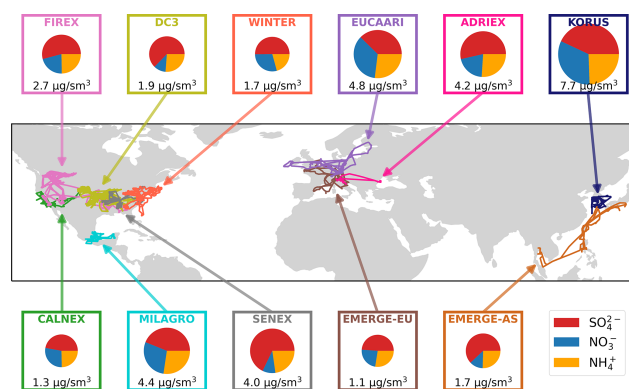 FIREX
2.7 μg/sm³
DC3
1.9 μg/sm³
WINTER
1.7 μg/sm³
EUCAARI
4.8 μg/sm³
ADRIEX
4.2 μg/sm³
KORUS
7.7 μg/sm³
CALNEX
1.3 μg/sm³
MILAGRO
4.4 μg/sm³
SENEX
4.0 μg/sm³
EMERGE-EU
1.1 μg/sm³
EMERGE-AS
1.7 μg/sm³
SO₄²⁻
NO₃⁻
NH₄⁺